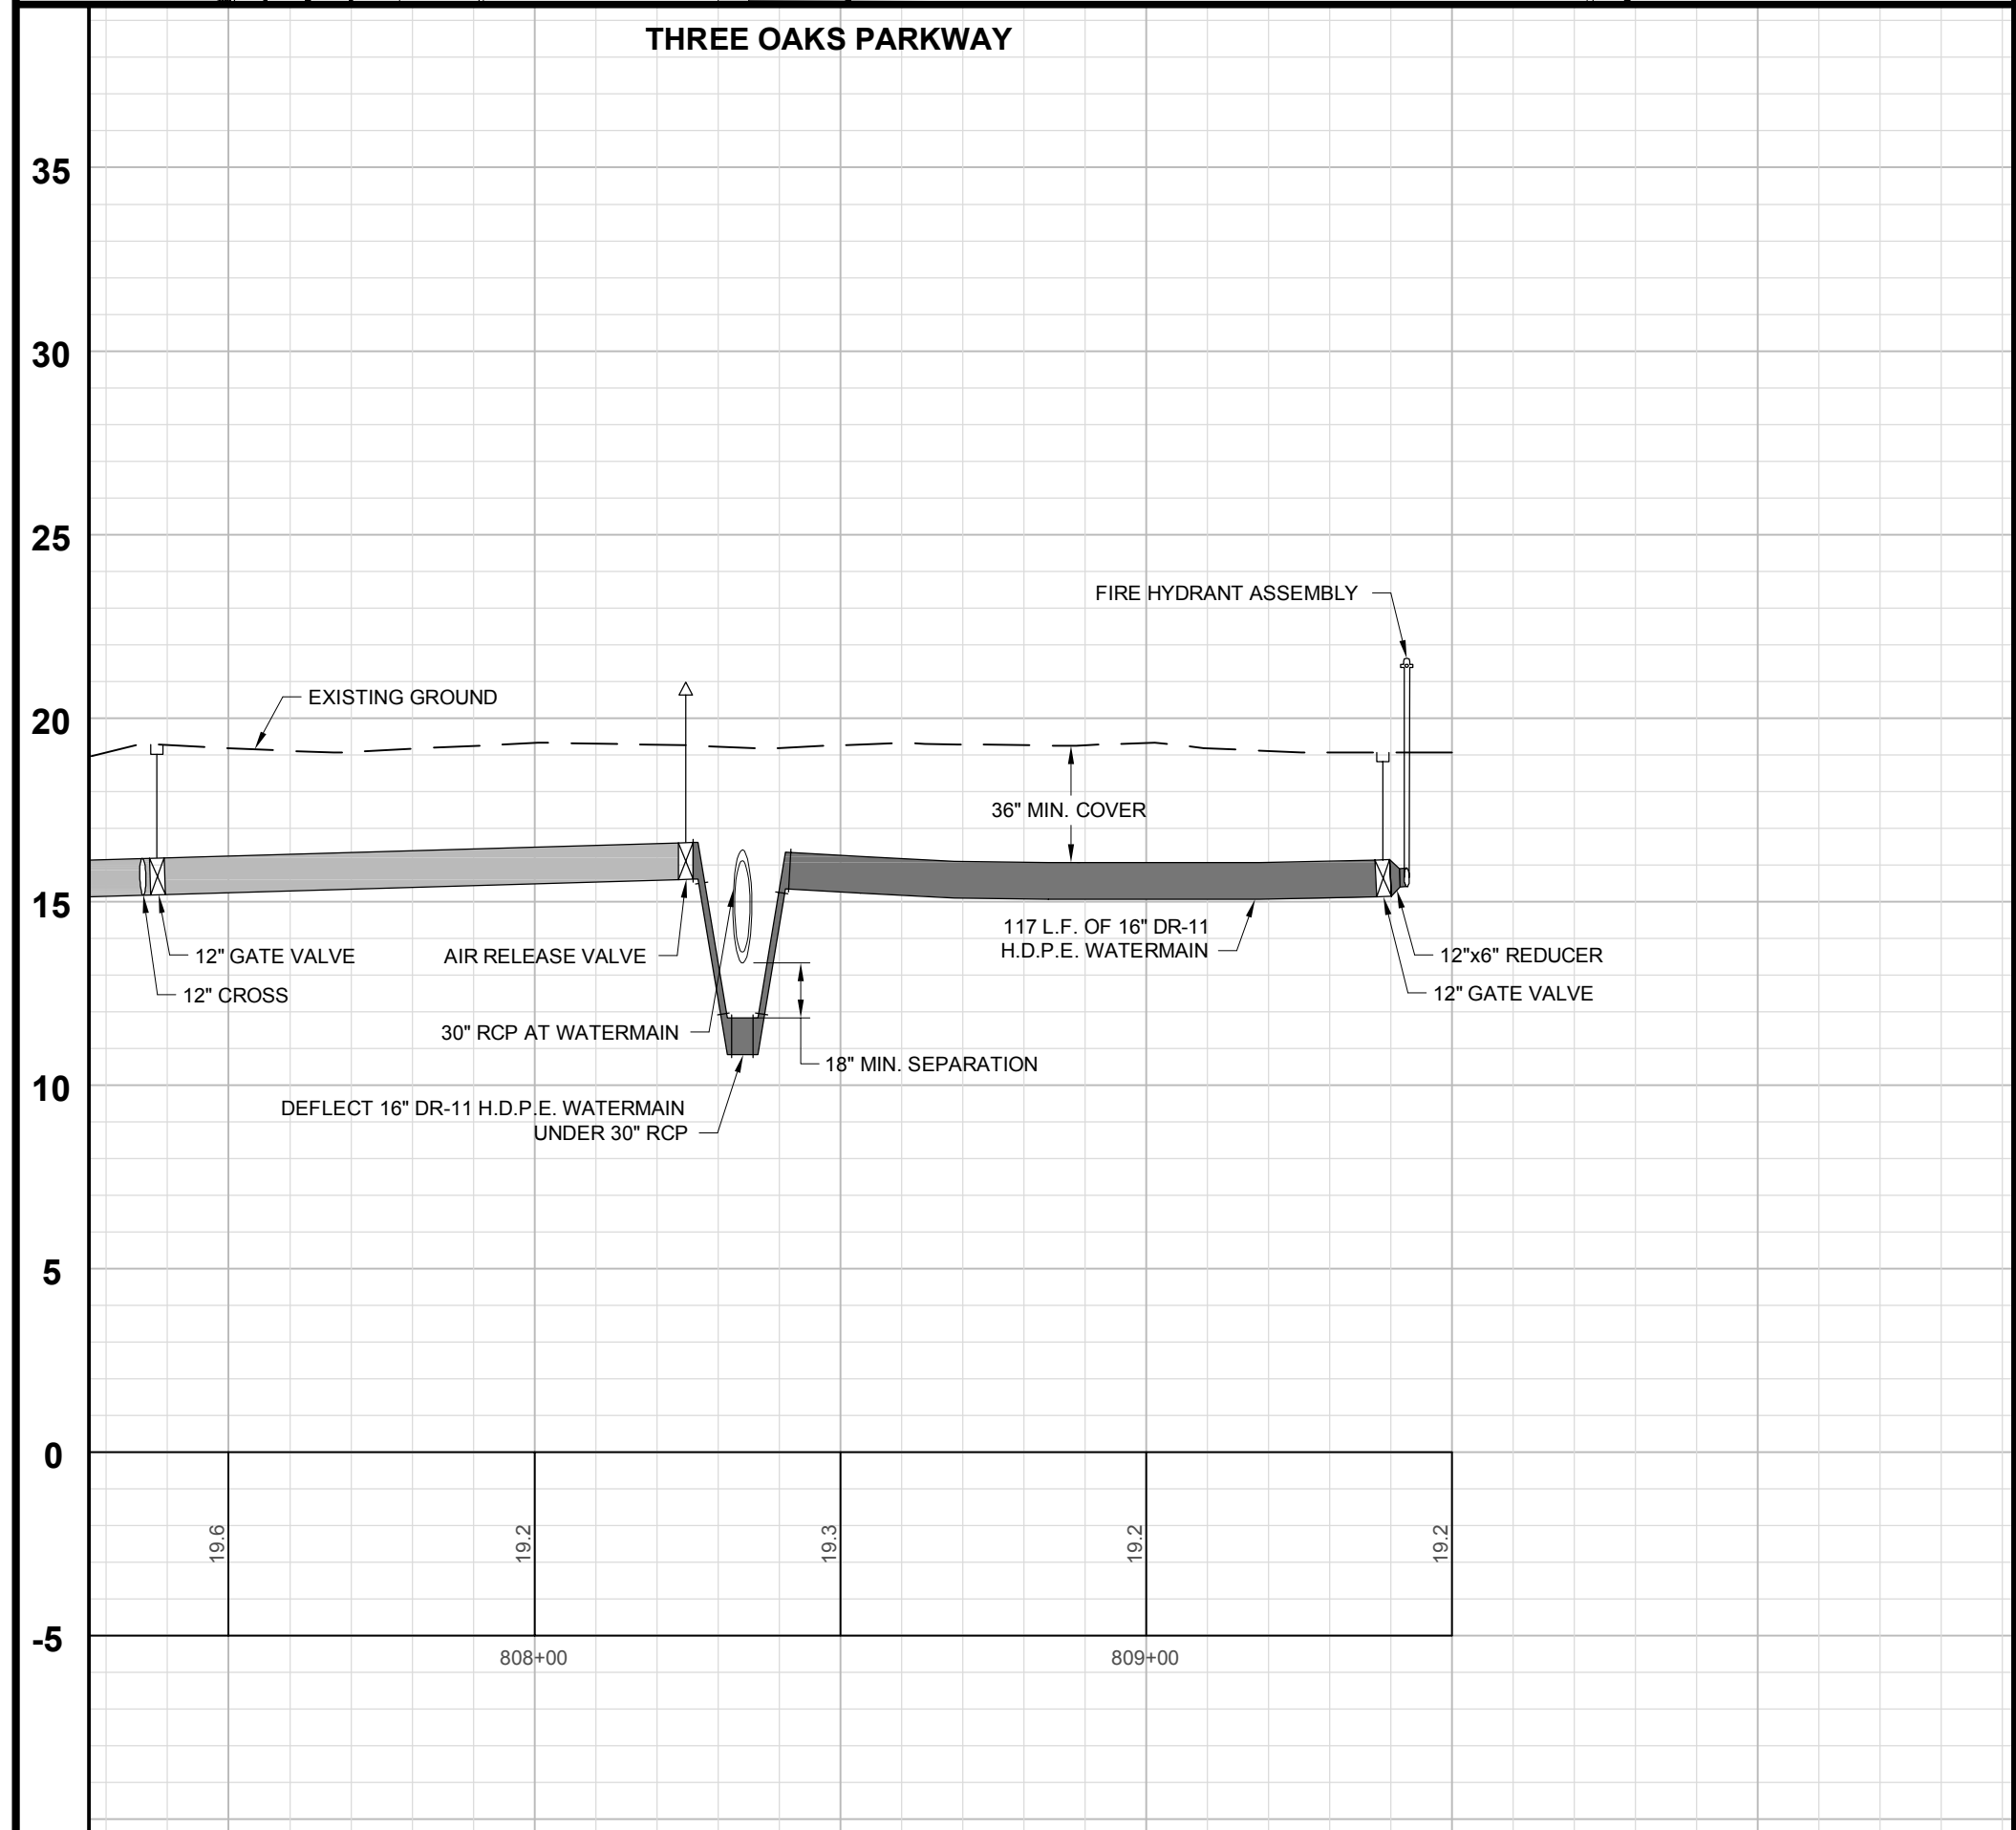 THREE OAKS PARKWAY
35
30
25
FIRE HYDRANT ASSEMBLY
EXISTING GROUND
20
36" MIN. COVER
15
117 L.F. OF 16" DR-11
H.D.P.E. WATERMAIN
12" GATE VALVE
AIR RELEASE VALVE
12"x6" REDUCER
12" CROSS
12" GATE VALVE
30" RCP AT WATERMAIN
18" MIN. SEPARATION
10
DEFLECT 16" DR-11 H.D.P.E. WATERMAIN
UNDER 30" RCP
5
0
19.6
19.2
19.3
19.2
19.2
-5
808+00
809+00